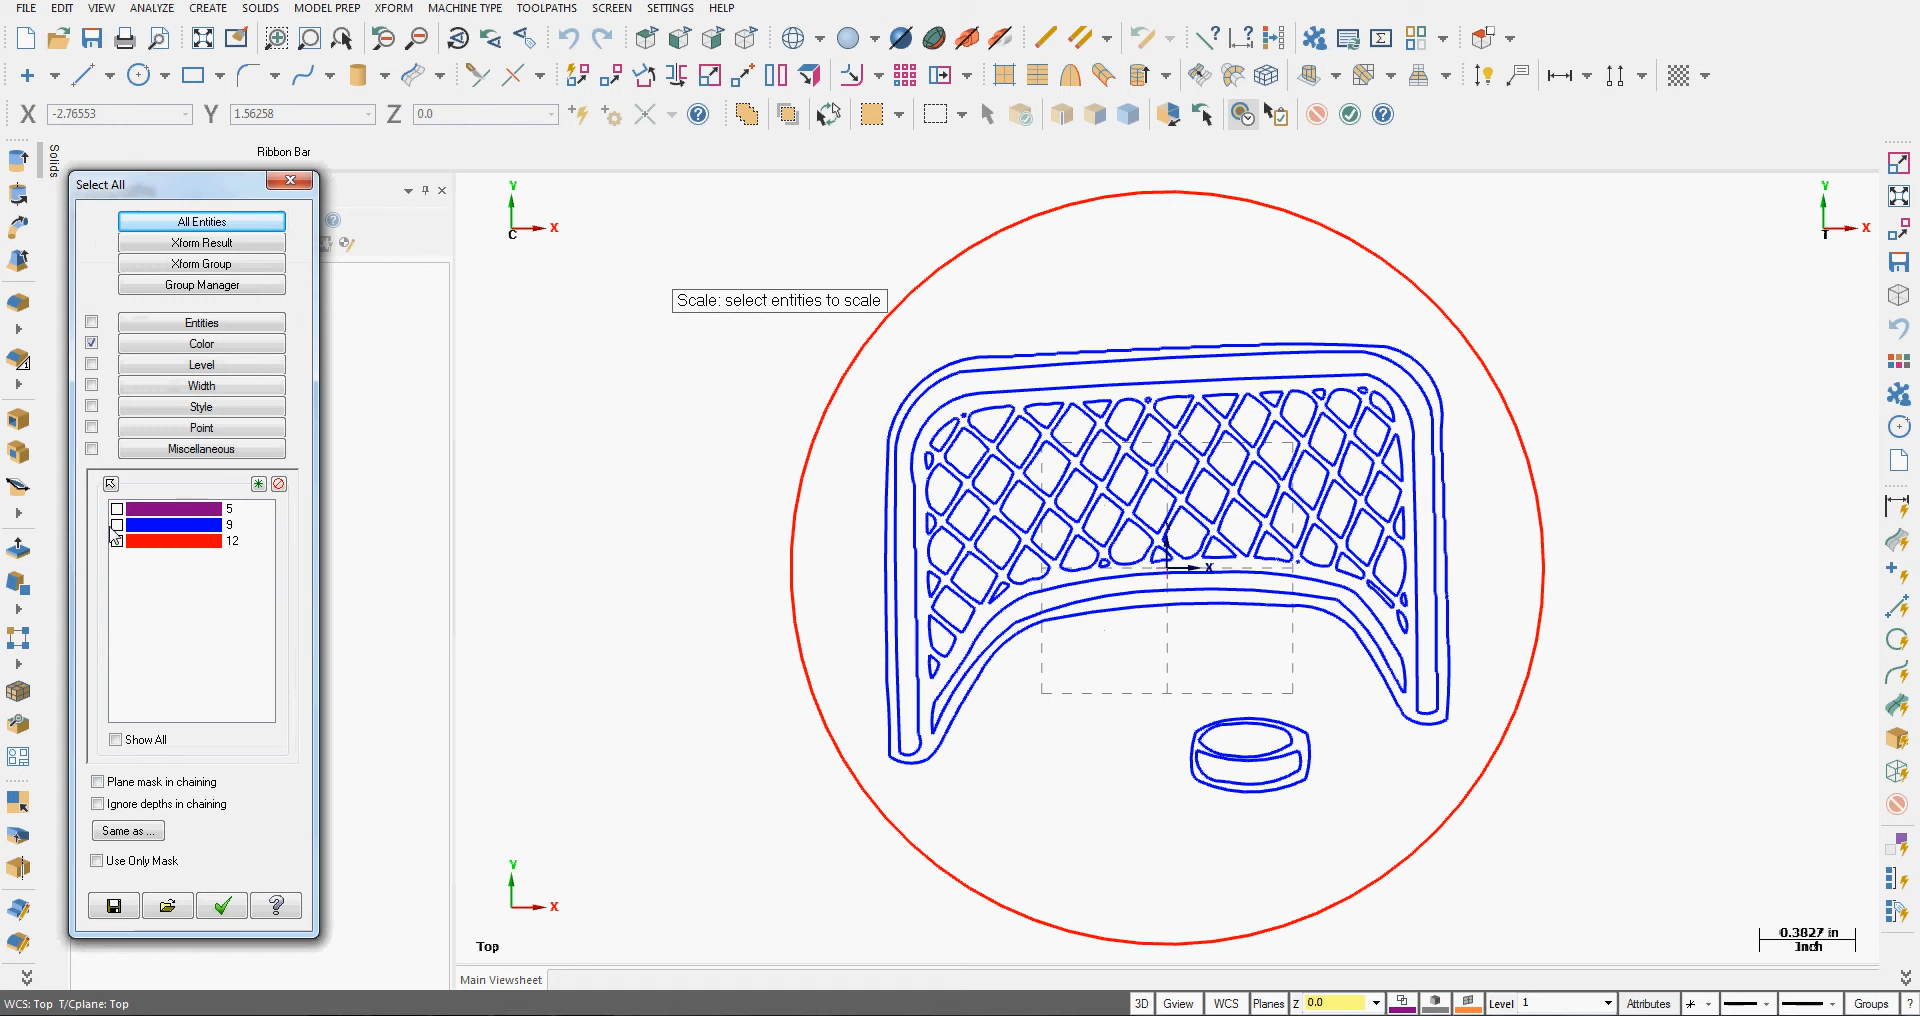 FILE EDIT VIEW ANALYZE CREATE SOLIDS MODEL PREP XFORM MACHINE TYPE TOOLPATHS SCREEN SETTINGS HELP
X -2.76553 Y 1.56258 Z 0.0
Ribbon Bar
Solids
Select All
All Entities
Xform Result
Xform Group
Group Manager
Entities
Color
Level
Width
Style
Point
Miscellaneous
5
9
12
Show All
Plane mask in chaining
Ignore depths in chaining
Same as ...
Use Only Mask
Y
X
C
Y
X
T
Scale: select entities to scale
Y
X
Y
X
Top
0.3827 in
Inch
Main Viewsheet
WCS: Top T/Cplane: Top
3D Gview WCS Planes Z 0.0 Level 1 Attributes Groups ?